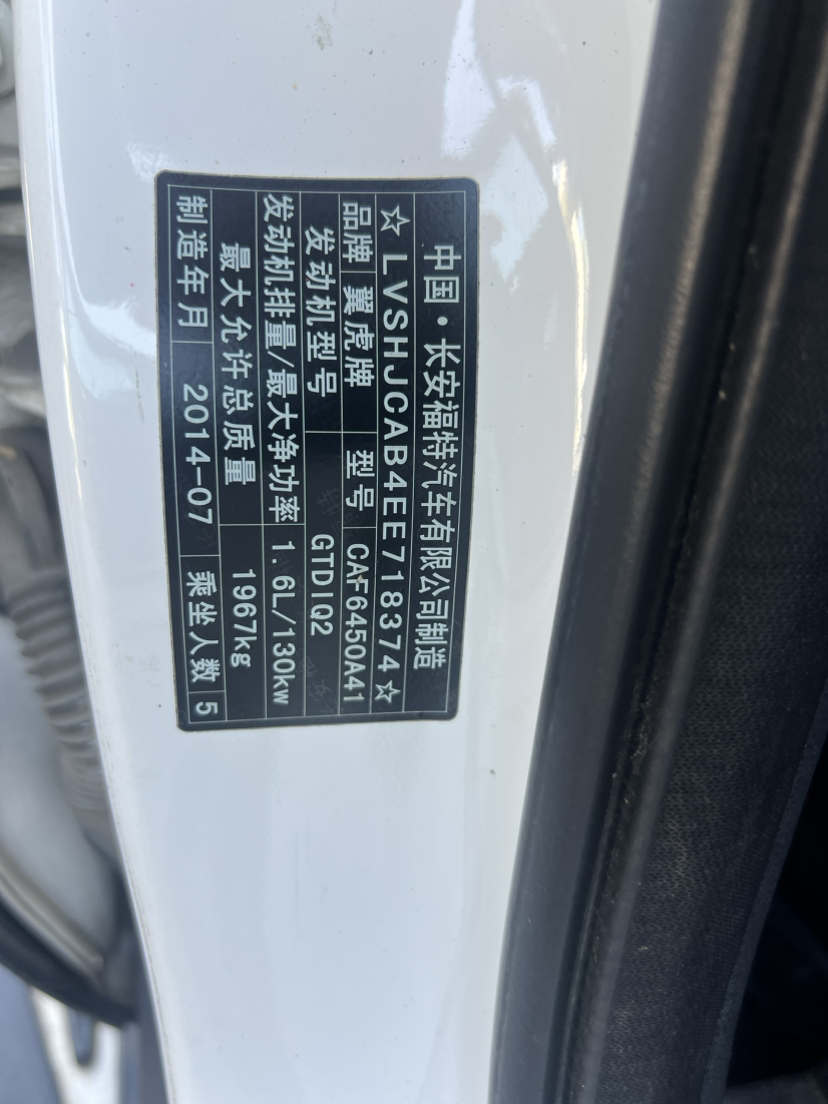 中国·长安福特汽车有限公司制造
☆LVSHJCAB4EE718374☆
品牌 翼虎牌 型号 CAF6450A41
发动机型号 GTDIQ2
发动机排量/最大净功率 1.6L/130kw
最大允许总质量 1967kg
制造年月 2014-07 乘坐人数 5